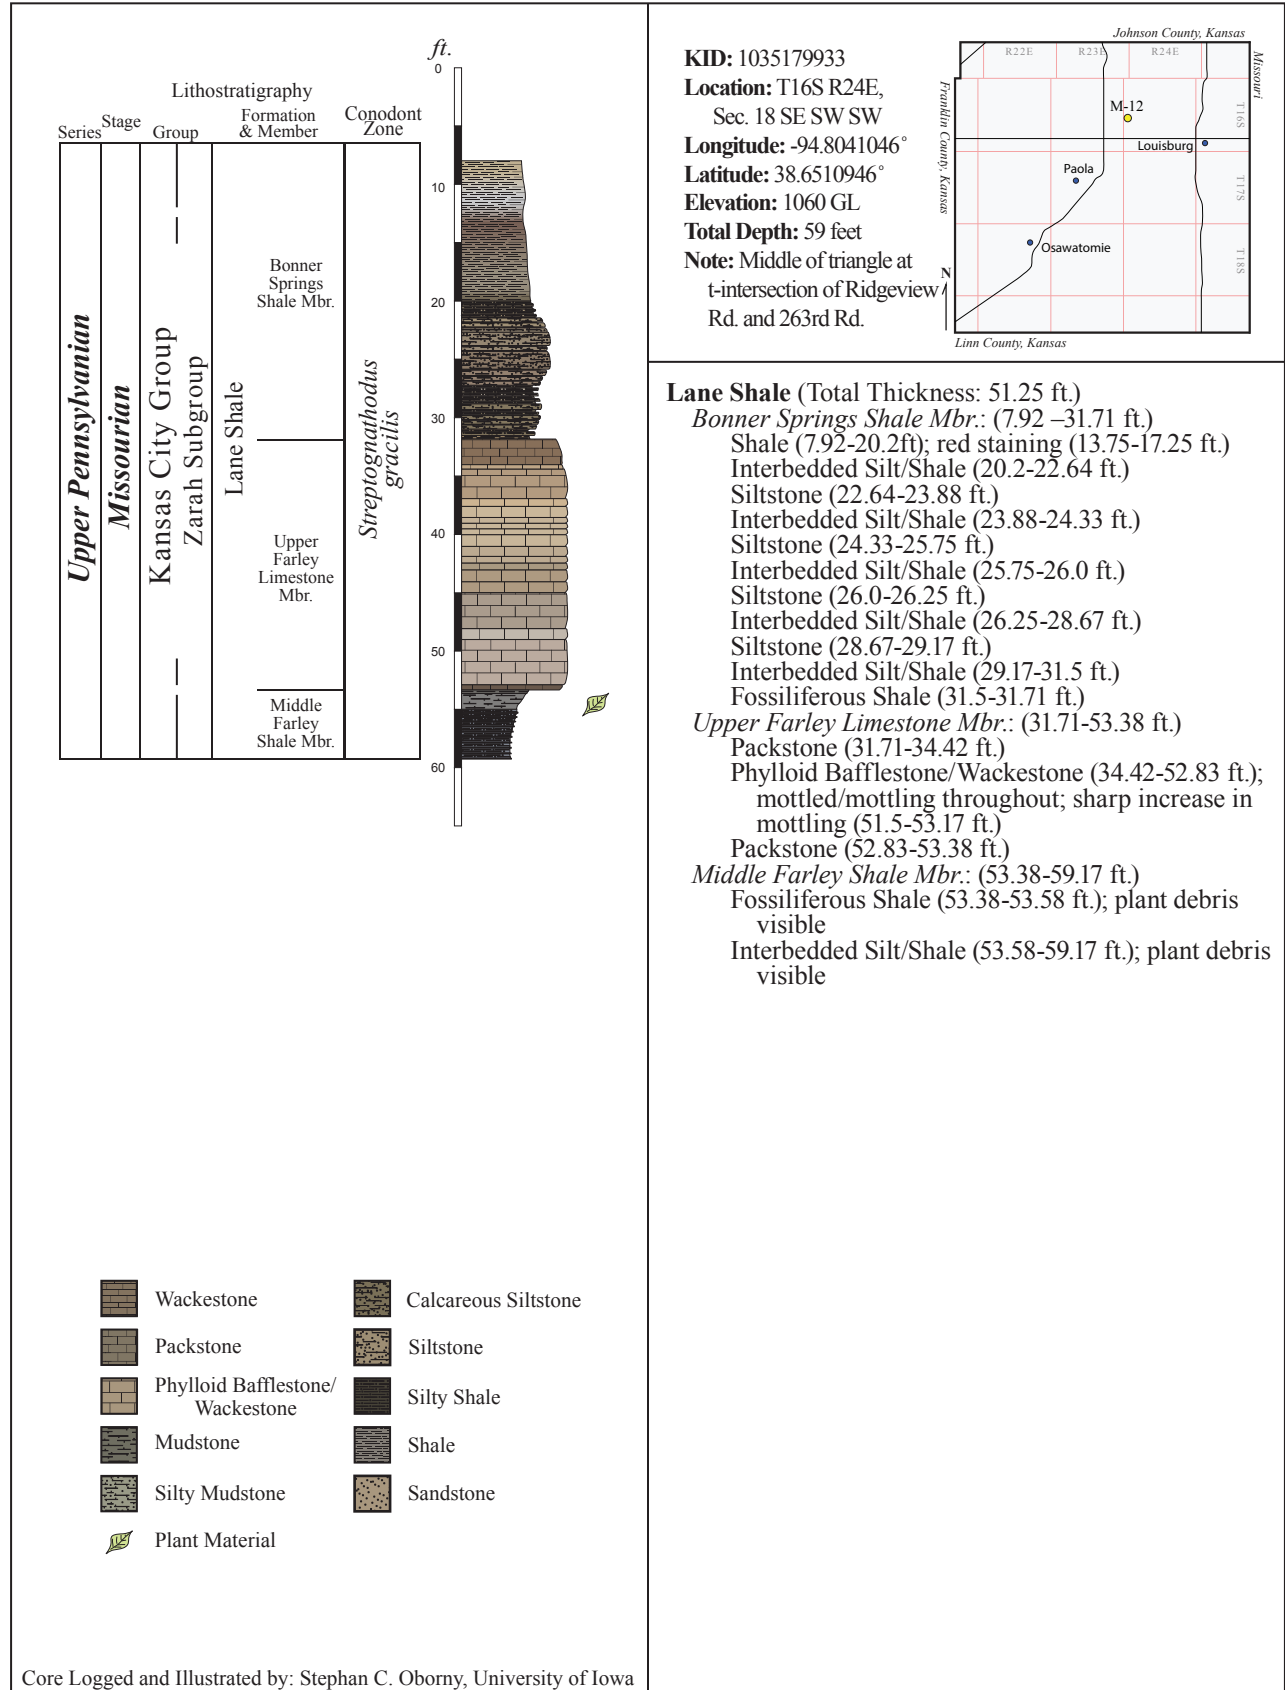 ft.
Lithostratigraphy
Series
Stage
Group
Formation
& Member
Conodont
Zone
Upper Pennsylvanian
Missourian
Kansas City Group
Zarah Subgroup
Lane Shale
Bonner
Springs
Shale Mbr.
Upper
Farley
Limestone
Mbr.
Middle
Farley
Shale Mbr.
Streptognathodus
gracilis
0
10
20
30
40
50
60
Wackestone
Packstone
Phylloid Bafflestone/
Wackestone
Mudstone
Silty Mudstone
Plant Material
Calcareous Siltstone
Siltstone
Silty Shale
Shale
Sandstone
Core Logged and Illustrated by: Stephan C. Oborny, University of Iowa
KID: 1035179933
Location: T16S R24E,
Sec. 18 SE SW SW
Longitude: -94.8041046°
Latitude: 38.6510946°
Elevation: 1060 GL
Total Depth: 59 feet
Note: Middle of triangle at
t-intersection of Ridgeview
Rd. and 263rd Rd.
Johnson County, Kansas
R22E
R23E
R24E
Missouri
Franklin County, Kansas
M-12
T16S
Louisburg
Paola
T17S
Osawatomie
T18S
N
Linn County, Kansas
Lane Shale (Total Thickness: 51.25 ft.)
Bonner Springs Shale Mbr.: (7.92 –31.71 ft.)
Shale (7.92-20.2ft); red staining (13.75-17.25 ft.)
Interbedded Silt/Shale (20.2-22.64 ft.)
Siltstone (22.64-23.88 ft.)
Interbedded Silt/Shale (23.88-24.33 ft.)
Siltstone (24.33-25.75 ft.)
Interbedded Silt/Shale (25.75-26.0 ft.)
Siltstone (26.0-26.25 ft.)
Interbedded Silt/Shale (26.25-28.67 ft.)
Siltstone (28.67-29.17 ft.)
Interbedded Silt/Shale (29.17-31.5 ft.)
Fossiliferous Shale (31.5-31.71 ft.)
Upper Farley Limestone Mbr.: (31.71-53.38 ft.)
Packstone (31.71-34.42 ft.)
Phylloid Bafflestone/Wackestone (34.42-52.83 ft.);
mottled/mottling throughout; sharp increase in
mottling (51.5-53.17 ft.)
Packstone (52.83-53.38 ft.)
Middle Farley Shale Mbr.: (53.38-59.17 ft.)
Fossiliferous Shale (53.38-53.58 ft.); plant debris
visible
Interbedded Silt/Shale (53.58-59.17 ft.); plant debris
visible